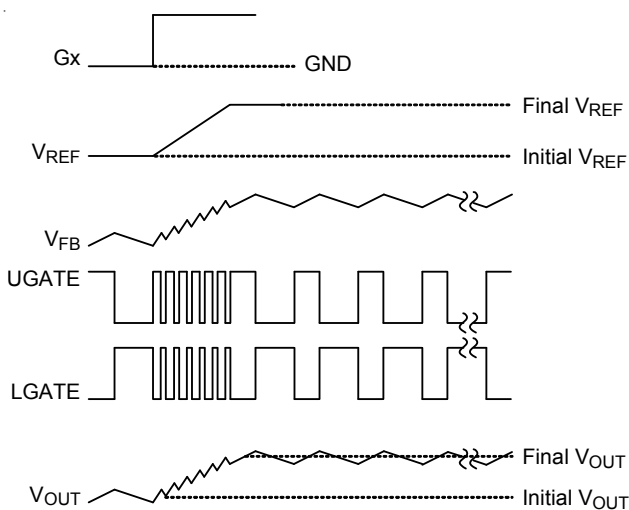 Gx
GND
Final VREF
VREF
Initial VREF
VFB
UGATE
LGATE
Final VOUT
VOUT
Initial VOUT